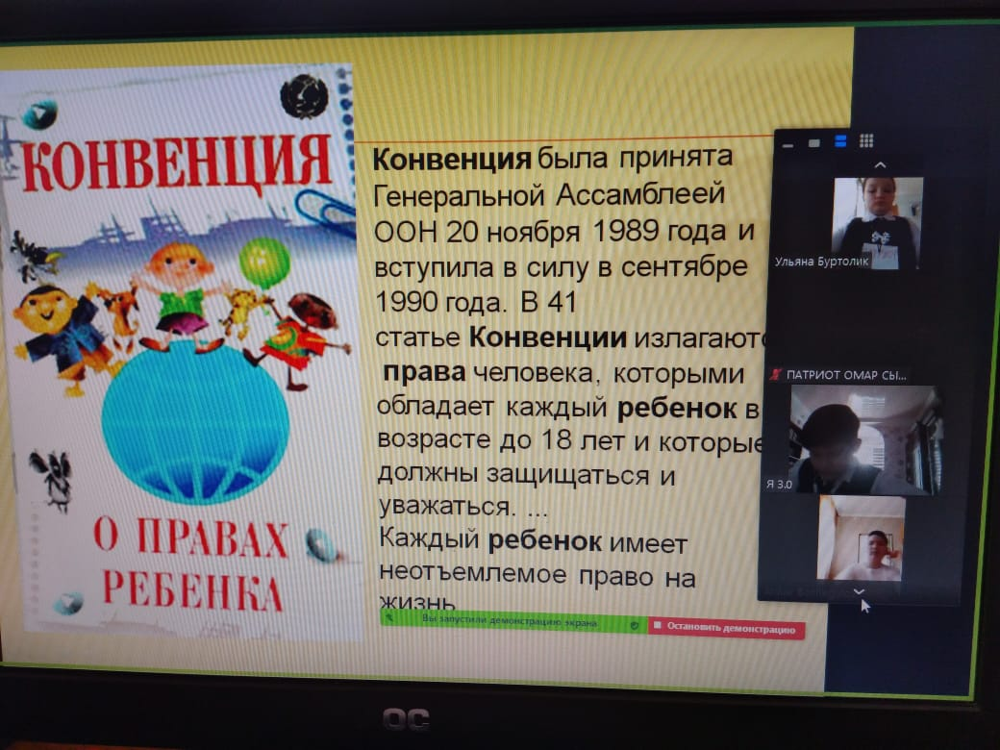 КОНВЕНЦИЯ
О ПРАВАХ
РЕБЕНКА
Конвенция была принята
Генеральной Ассамблеей
ООН 20 ноября 1989 года и
вступила в силу в сентябре
1990 года. В 41
статье Конвенции излагаютс
права человека, которыми
обладает каждый ребенок в
возрасте до 18 лет и которые
должны защищаться и
уважаться. ...
Каждый ребенок имеет
неотъемлемое право на
жизнь
Вы запустили демонстрацию экрана
Остановить демонстрацию
Ульяна Буртолик
ПАТРИОТ ОМАР СЫ...
Я 3.0
OC